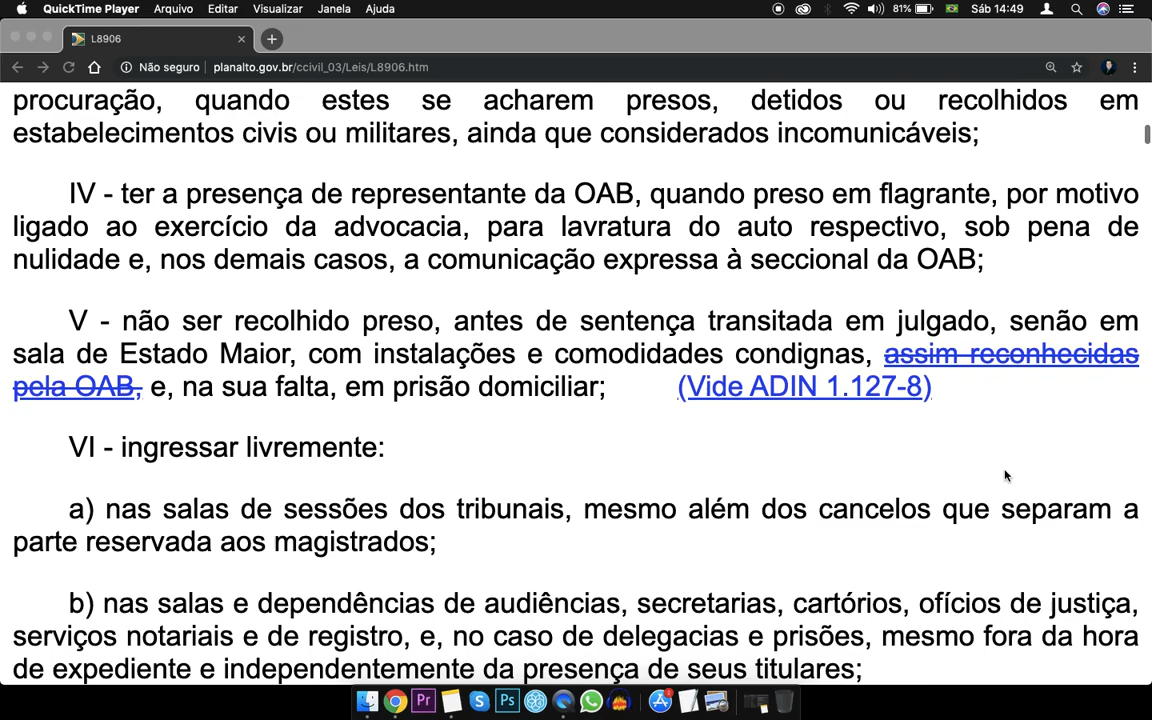 QuickTime Player Arquivo Editar Visualizar Janela Ajuda 81% Sáb 14:49
L8906
Não seguro planalto.gov.br/ccivil_03/Leis/L8906.htm
procuração, quando estes se acharem presos, detidos ou recolhidos em
estabelecimentos civis ou militares, ainda que considerados incomunicáveis;
IV - ter a presença de representante da OAB, quando preso em flagrante, por motivo
ligado ao exercício da advocacia, para lavratura do auto respectivo, sob pena de
nulidade e, nos demais casos, a comunicação expressa à seccional da OAB;
V - não ser recolhido preso, antes de sentença transitada em julgado, senão em
sala de Estado Maior, com instalações e comodidades condignas, assim reconhecidas
pela OAB, e, na sua falta, em prisão domiciliar; (Vide ADIN 1.127-8)
VI - ingressar livremente:
a) nas salas de sessões dos tribunais, mesmo além dos cancelos que separam a
parte reservada aos magistrados;
b) nas salas e dependências de audiências, secretarias, cartórios, ofícios de justiça,
serviços notariais e de registro, e, no caso de delegacias e prisões, mesmo fora da hora
de expediente e independentemente da presença de seus titulares;
Pr Ps